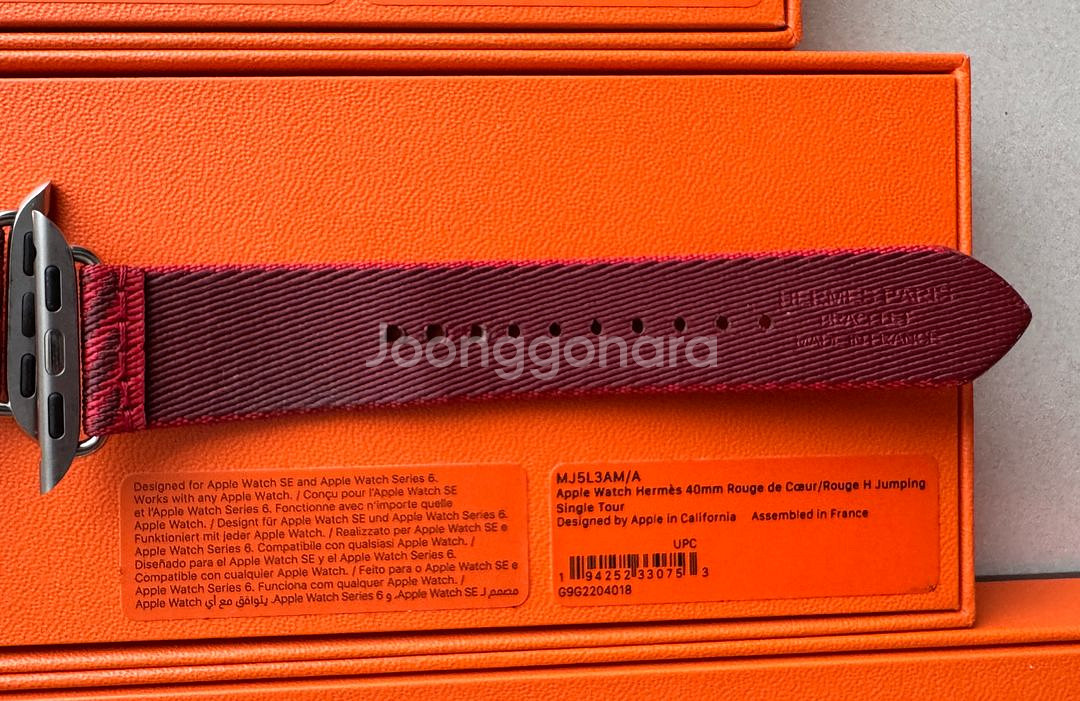 HERMES PARIS
BRACELET
MADE IN FRANCE
Joonggonara
Designed for Apple Watch SE and Apple Watch Series 6.
Works with any Apple Watch. / Conçu pour l'Apple Watch SE
et l'Apple Watch Series 6. Fonctionne avec n'importe quelle
Apple Watch. / Designt für Apple Watch SE und Apple Watch Series 6.
Funktioniert mit jeder Apple Watch. / Realizzato per Apple Watch SE e
Apple Watch Series 6. Compatibile con qualsiasi Apple Watch. /
Diseñado para el Apple Watch SE y el Apple Watch Series 6.
Compatible con cualquier Apple Watch. / Feito para o Apple Watch SE e
Apple Watch Series 6. Funciona com qualquer Apple Watch. /
مصمم لـ Apple Watch SE و Apple Watch Series 6. يتوافق مع أي Apple Watch.
MJ5L3AM/A
Apple Watch Hermès 40mm Rouge de Cœur/Rouge H Jumping
Single Tour
Designed by Apple in California Assembled in France
UPC
1 94252 33075 3
G9G2204018